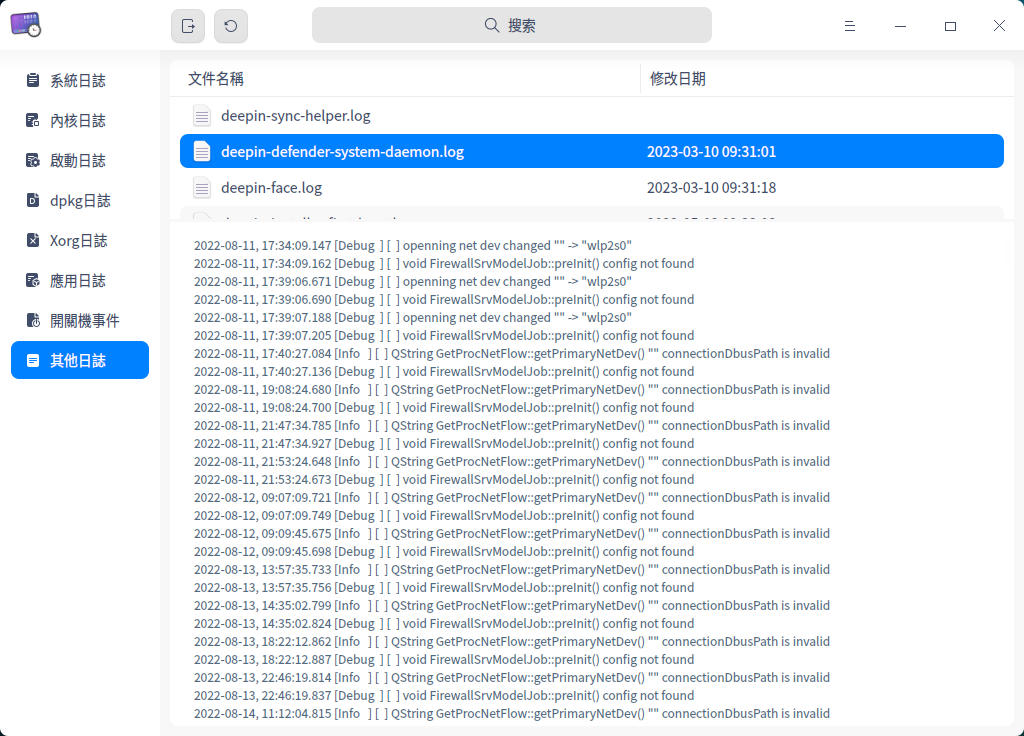 搜索
系統日誌
內核日誌
啟動日誌
dpkg日誌
Xorg日誌
應用日誌
開關機事件
其他日誌
文件名稱 修改日期
deepin-sync-helper.log
deepin-defender-system-daemon.log 2023-03-10 09:31:01
deepin-face.log 2023-03-10 09:31:18
2022-08-11, 17:34:09.147 [Debug ] [ ] openning net dev changed "" -> "wlp2s0"
2022-08-11, 17:34:09.162 [Debug ] [ ] void FirewallSrvModelJob::preInit() config not found
2022-08-11, 17:39:06.671 [Debug ] [ ] openning net dev changed "" -> "wlp2s0"
2022-08-11, 17:39:06.690 [Debug ] [ ] void FirewallSrvModelJob::preInit() config not found
2022-08-11, 17:39:07.188 [Debug ] [ ] openning net dev changed "" -> "wlp2s0"
2022-08-11, 17:39:07.205 [Debug ] [ ] void FirewallSrvModelJob::preInit() config not found
2022-08-11, 17:40:27.084 [Info ] [ ] QString GetProcNetFlow::getPrimaryNetDev() "" connectionDbusPath is invalid
2022-08-11, 17:40:27.136 [Debug ] [ ] void FirewallSrvModelJob::preInit() config not found
2022-08-11, 19:08:24.680 [Info ] [ ] QString GetProcNetFlow::getPrimaryNetDev() "" connectionDbusPath is invalid
2022-08-11, 19:08:24.700 [Debug ] [ ] void FirewallSrvModelJob::preInit() config not found
2022-08-11, 21:47:34.785 [Info ] [ ] QString GetProcNetFlow::getPrimaryNetDev() "" connectionDbusPath is invalid
2022-08-11, 21:47:34.927 [Debug ] [ ] void FirewallSrvModelJob::preInit() config not found
2022-08-11, 21:53:24.648 [Info ] [ ] QString GetProcNetFlow::getPrimaryNetDev() "" connectionDbusPath is invalid
2022-08-11, 21:53:24.673 [Debug ] [ ] void FirewallSrvModelJob::preInit() config not found
2022-08-12, 09:07:09.721 [Info ] [ ] QString GetProcNetFlow::getPrimaryNetDev() "" connectionDbusPath is invalid
2022-08-12, 09:07:09.749 [Debug ] [ ] void FirewallSrvModelJob::preInit() config not found
2022-08-12, 09:09:45.675 [Info ] [ ] QString GetProcNetFlow::getPrimaryNetDev() "" connectionDbusPath is invalid
2022-08-12, 09:09:45.698 [Debug ] [ ] void FirewallSrvModelJob::preInit() config not found
2022-08-13, 13:57:35.733 [Info ] [ ] QString GetProcNetFlow::getPrimaryNetDev() "" connectionDbusPath is invalid
2022-08-13, 13:57:35.756 [Debug ] [ ] void FirewallSrvModelJob::preInit() config not found
2022-08-13, 14:35:02.799 [Info ] [ ] QString GetProcNetFlow::getPrimaryNetDev() "" connectionDbusPath is invalid
2022-08-13, 14:35:02.824 [Debug ] [ ] void FirewallSrvModelJob::preInit() config not found
2022-08-13, 18:22:12.862 [Info ] [ ] QString GetProcNetFlow::getPrimaryNetDev() "" connectionDbusPath is invalid
2022-08-13, 18:22:12.887 [Debug ] [ ] void FirewallSrvModelJob::preInit() config not found
2022-08-13, 22:46:19.814 [Info ] [ ] QString GetProcNetFlow::getPrimaryNetDev() "" connectionDbusPath is invalid
2022-08-13, 22:46:19.837 [Debug ] [ ] void FirewallSrvModelJob::preInit() config not found
2022-08-14, 11:12:04.815 [Info ] [ ] QString GetProcNetFlow::getPrimaryNetDev() "" connectionDbusPath is invalid